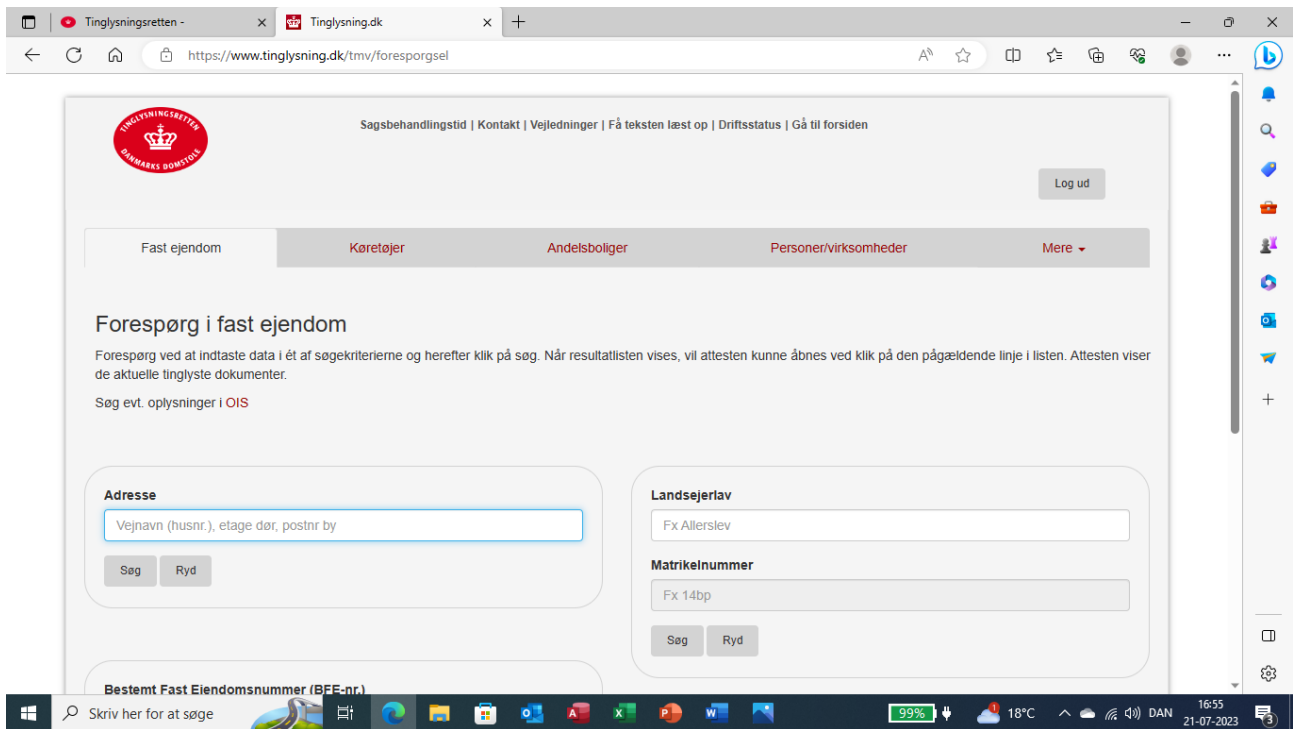 Tinglysningsretten -
Tinglysning.dk
https://www.tinglysning.dk/tmv/foresporgsel
TINGLYSNINGSRETTEN
DANMARKS DOMSTOLE
Sagsbehandlingstid | Kontakt | Vejledninger | Få teksten læst op | Driftsstatus | Gå til forsiden
Log ud
Fast ejendom Køretøjer Andelsboliger Personer/virksomheder Mere
Forespørg i fast ejendom
Forespørg ved at indtaste data i ét af søgekriterierne og herefter klik på søg. Når resultatlisten vises, vil attesten kunne åbnes ved klik på den pågældende linje i listen. Attesten viser
de aktuelle tinglyste dokumenter.
Søg evt. oplysninger i OIS
Adresse
Vejnavn (husnr.), etage dør, postnr by
Søg Ryd
Landsejerlav
Fx Allerslev
Matrikelnummer
Fx 14bp
Søg Ryd
Bestemt Fast Ejendomsnummer (BFE-nr.)
Skriv her for at søge
99%
1
18°C
DAN
16:55
21-07-2023
3